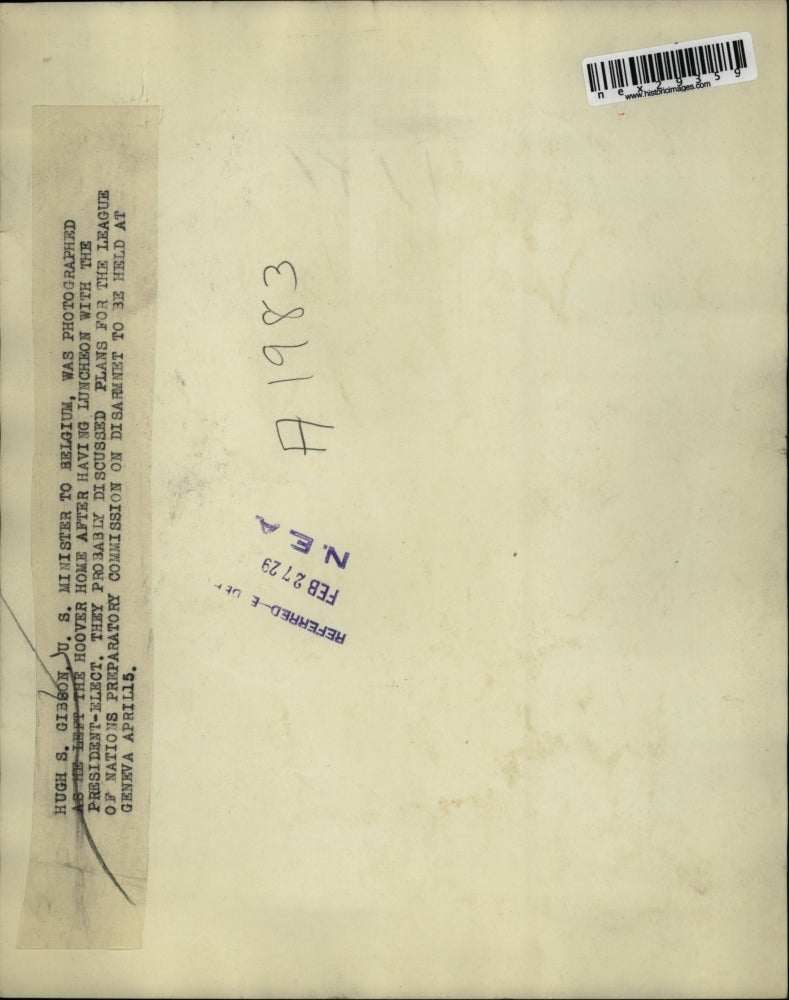 HUGH S. GIBSON, U. S. MINISTER TO BELGIUM, WAS PHOTOGRAPHED
AS HE LEFT THE HOOVER HOME AFTER HAVING LUNCHEON WITH THE
PRESIDENT-ELECT. THEY PROBABLY DISCUSSED PLANS FOR THE LEAGUE
OF NATIONS PREPARATORY COMMISSION ON DISARMNET TO BE HELD AT
GENEVA APRIL15.
A 1983
REFERRED—E
FEB 27 29
N.E.A.
nex29359
www.historicimages.com